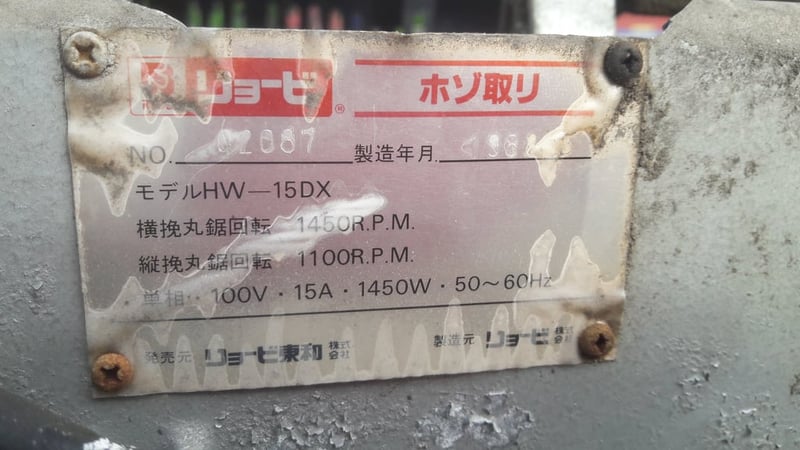 リョービ® ホゾ取リ
NO. 製造年月
モデルHW—15DX
横挽丸鋸回転 1450R.P.M.
縦挽丸鋸回転 1100R.P.M.
・単相・100V・15A・1450W・50〜60Hz
発売元 リョービ東和 株式会社 製造元 リョービ 株式会社